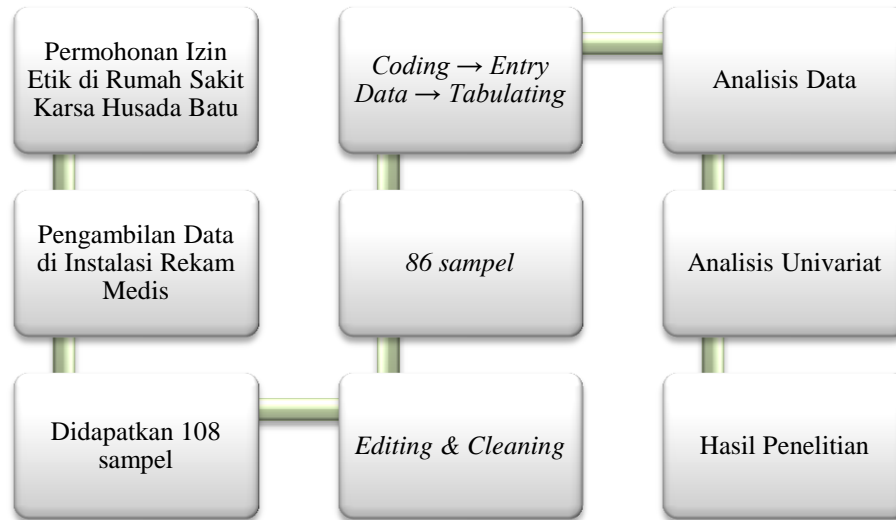 Permohonan Izin
Etik di Rumah Sakit
Karsa Husada Batu
Pengambilan Data
di Instalasi Rekam
Medis
Didapatkan 108
sampel
Editing & Cleaning
86 sampel
Coding → Entry
Data → Tabulating
Analisis Data
Analisis Univariat
Hasil Penelitian